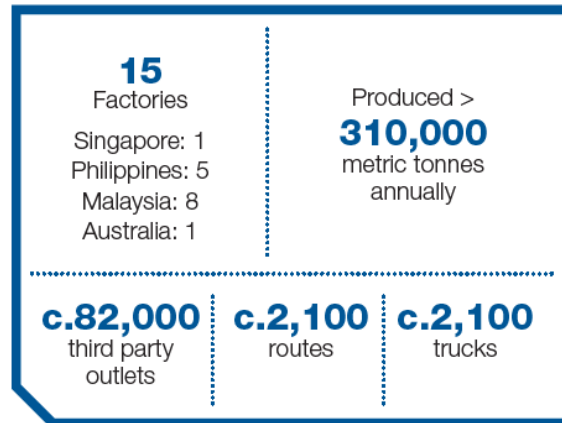 15
Factories
Singapore: 1
Philippines: 5
Malaysia: 8
Australia: 1
Produced >
310,000
metric tonnes
annually
c.82,000
third party
outlets
c.2,100
routes
c.2,100
trucks